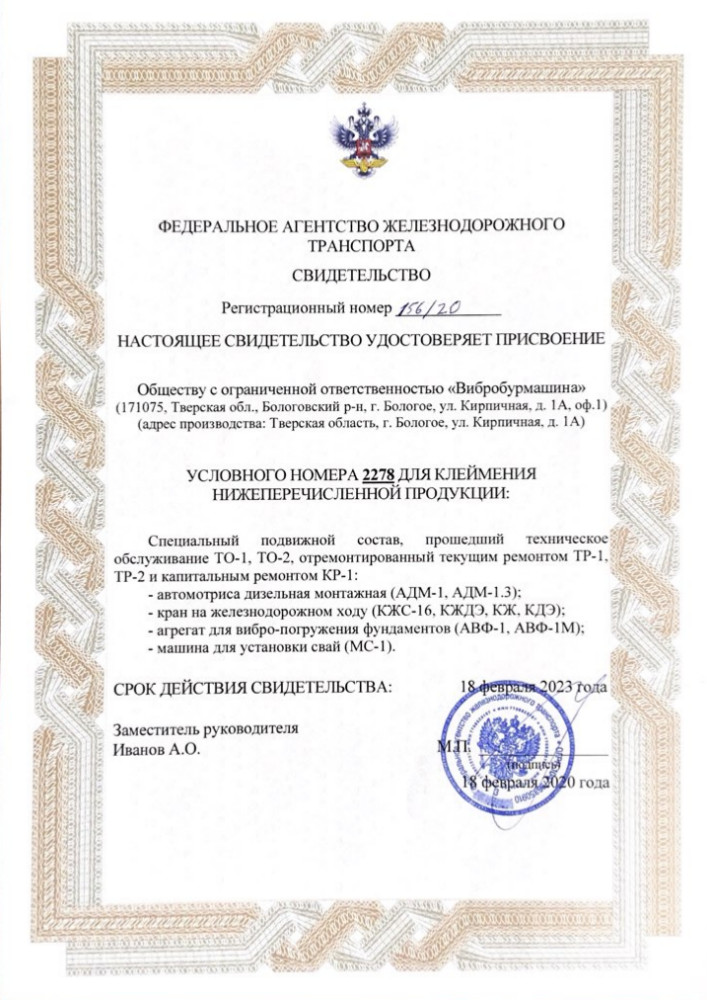 ФЕДЕРАЛЬНОЕ АГЕНТСТВО ЖЕЛЕЗНОДОРОЖНОГО
ТРАНСПОРТА
СВИДЕТЕЛЬСТВО
Регистрационный номер 156/20
НАСТОЯЩЕЕ СВИДЕТЕЛЬСТВО УДОСТОВЕРЯЕТ ПРИСВОЕНИЕ
Обществу с ограниченной ответственностью «Вибробурмашина»
(171075, Тверская обл., Бологовский р-н, г. Бологое, ул. Кирпичная, д. 1А, оф.1)
(адрес производства: Тверская область, г. Бологое, ул. Кирпичная, д. 1А)
УСЛОВНОГО НОМЕРА 2278 ДЛЯ КЛЕЙМЕНИЯ
НИЖЕПЕРЕЧИСЛЕННОЙ ПРОДУКЦИИ:
Специальный подвижной состав, прошедший техническое
обслуживание ТО-1, ТО-2, отремонтированный текущим ремонтом ТР-1,
ТР-2 и капитальным ремонтом КР-1:
- автомотриса дизельная монтажная (АДМ-1, АДМ-1.3);
- кран на железнодорожном ходу (КЖС-16, КЖДЭ, КЖ, КДЭ);
- агрегат для вибро-погружения фундаментов (АВФ-1, АВФ-1М);
- машина для установки свай (МС-1).
СРОК ДЕЙСТВИЯ СВИДЕТЕЛЬСТВА: 18 февраля 2023 года
Заместитель руководителя
Иванов А.О. М.П.
(подпись)
18 февраля 2020 года
железнодорожного транспорта